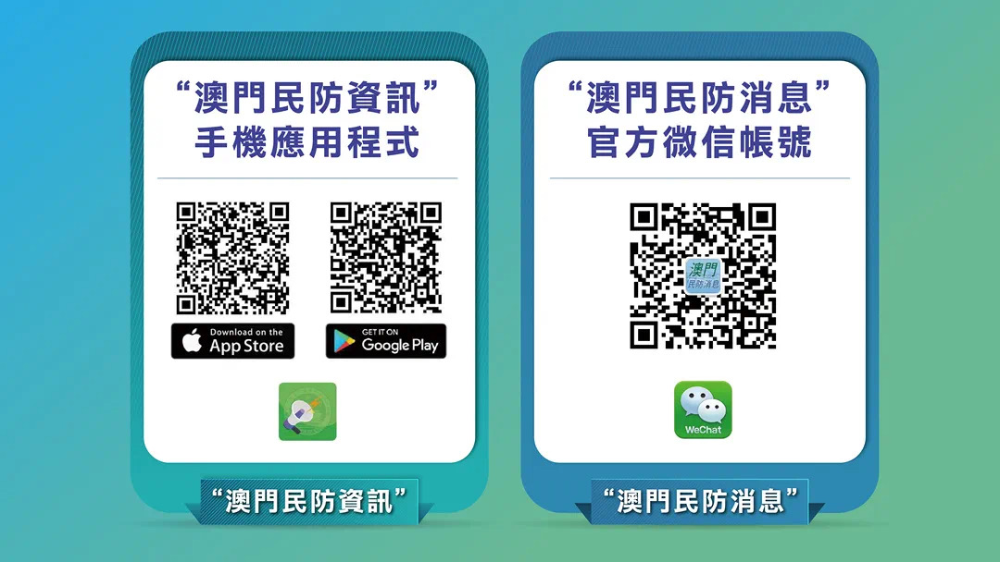 “澳門民防資訊”
手機應用程式
Download on the
App Store
GET IT ON
Google Play
“澳門民防資訊”
“澳門民防消息”
官方微信帳號
澳門
民防消息
WeChat
“澳門民防消息”